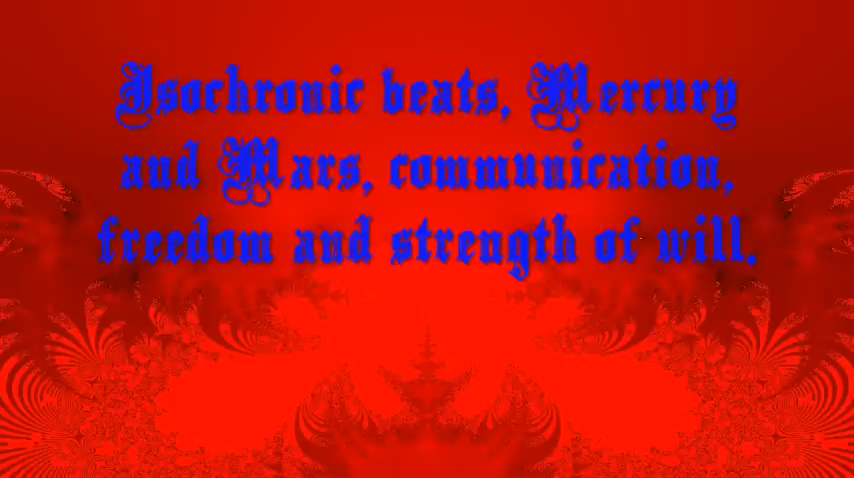 Isochronic beats, Mercury
and Mars, communication,
freedom and strength of will.